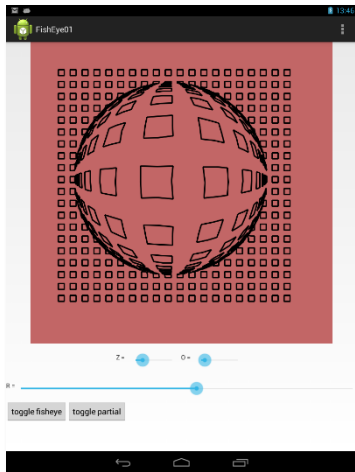 13:46
FishEye01
Z = O =
R =
toggle fisheye toggle partial